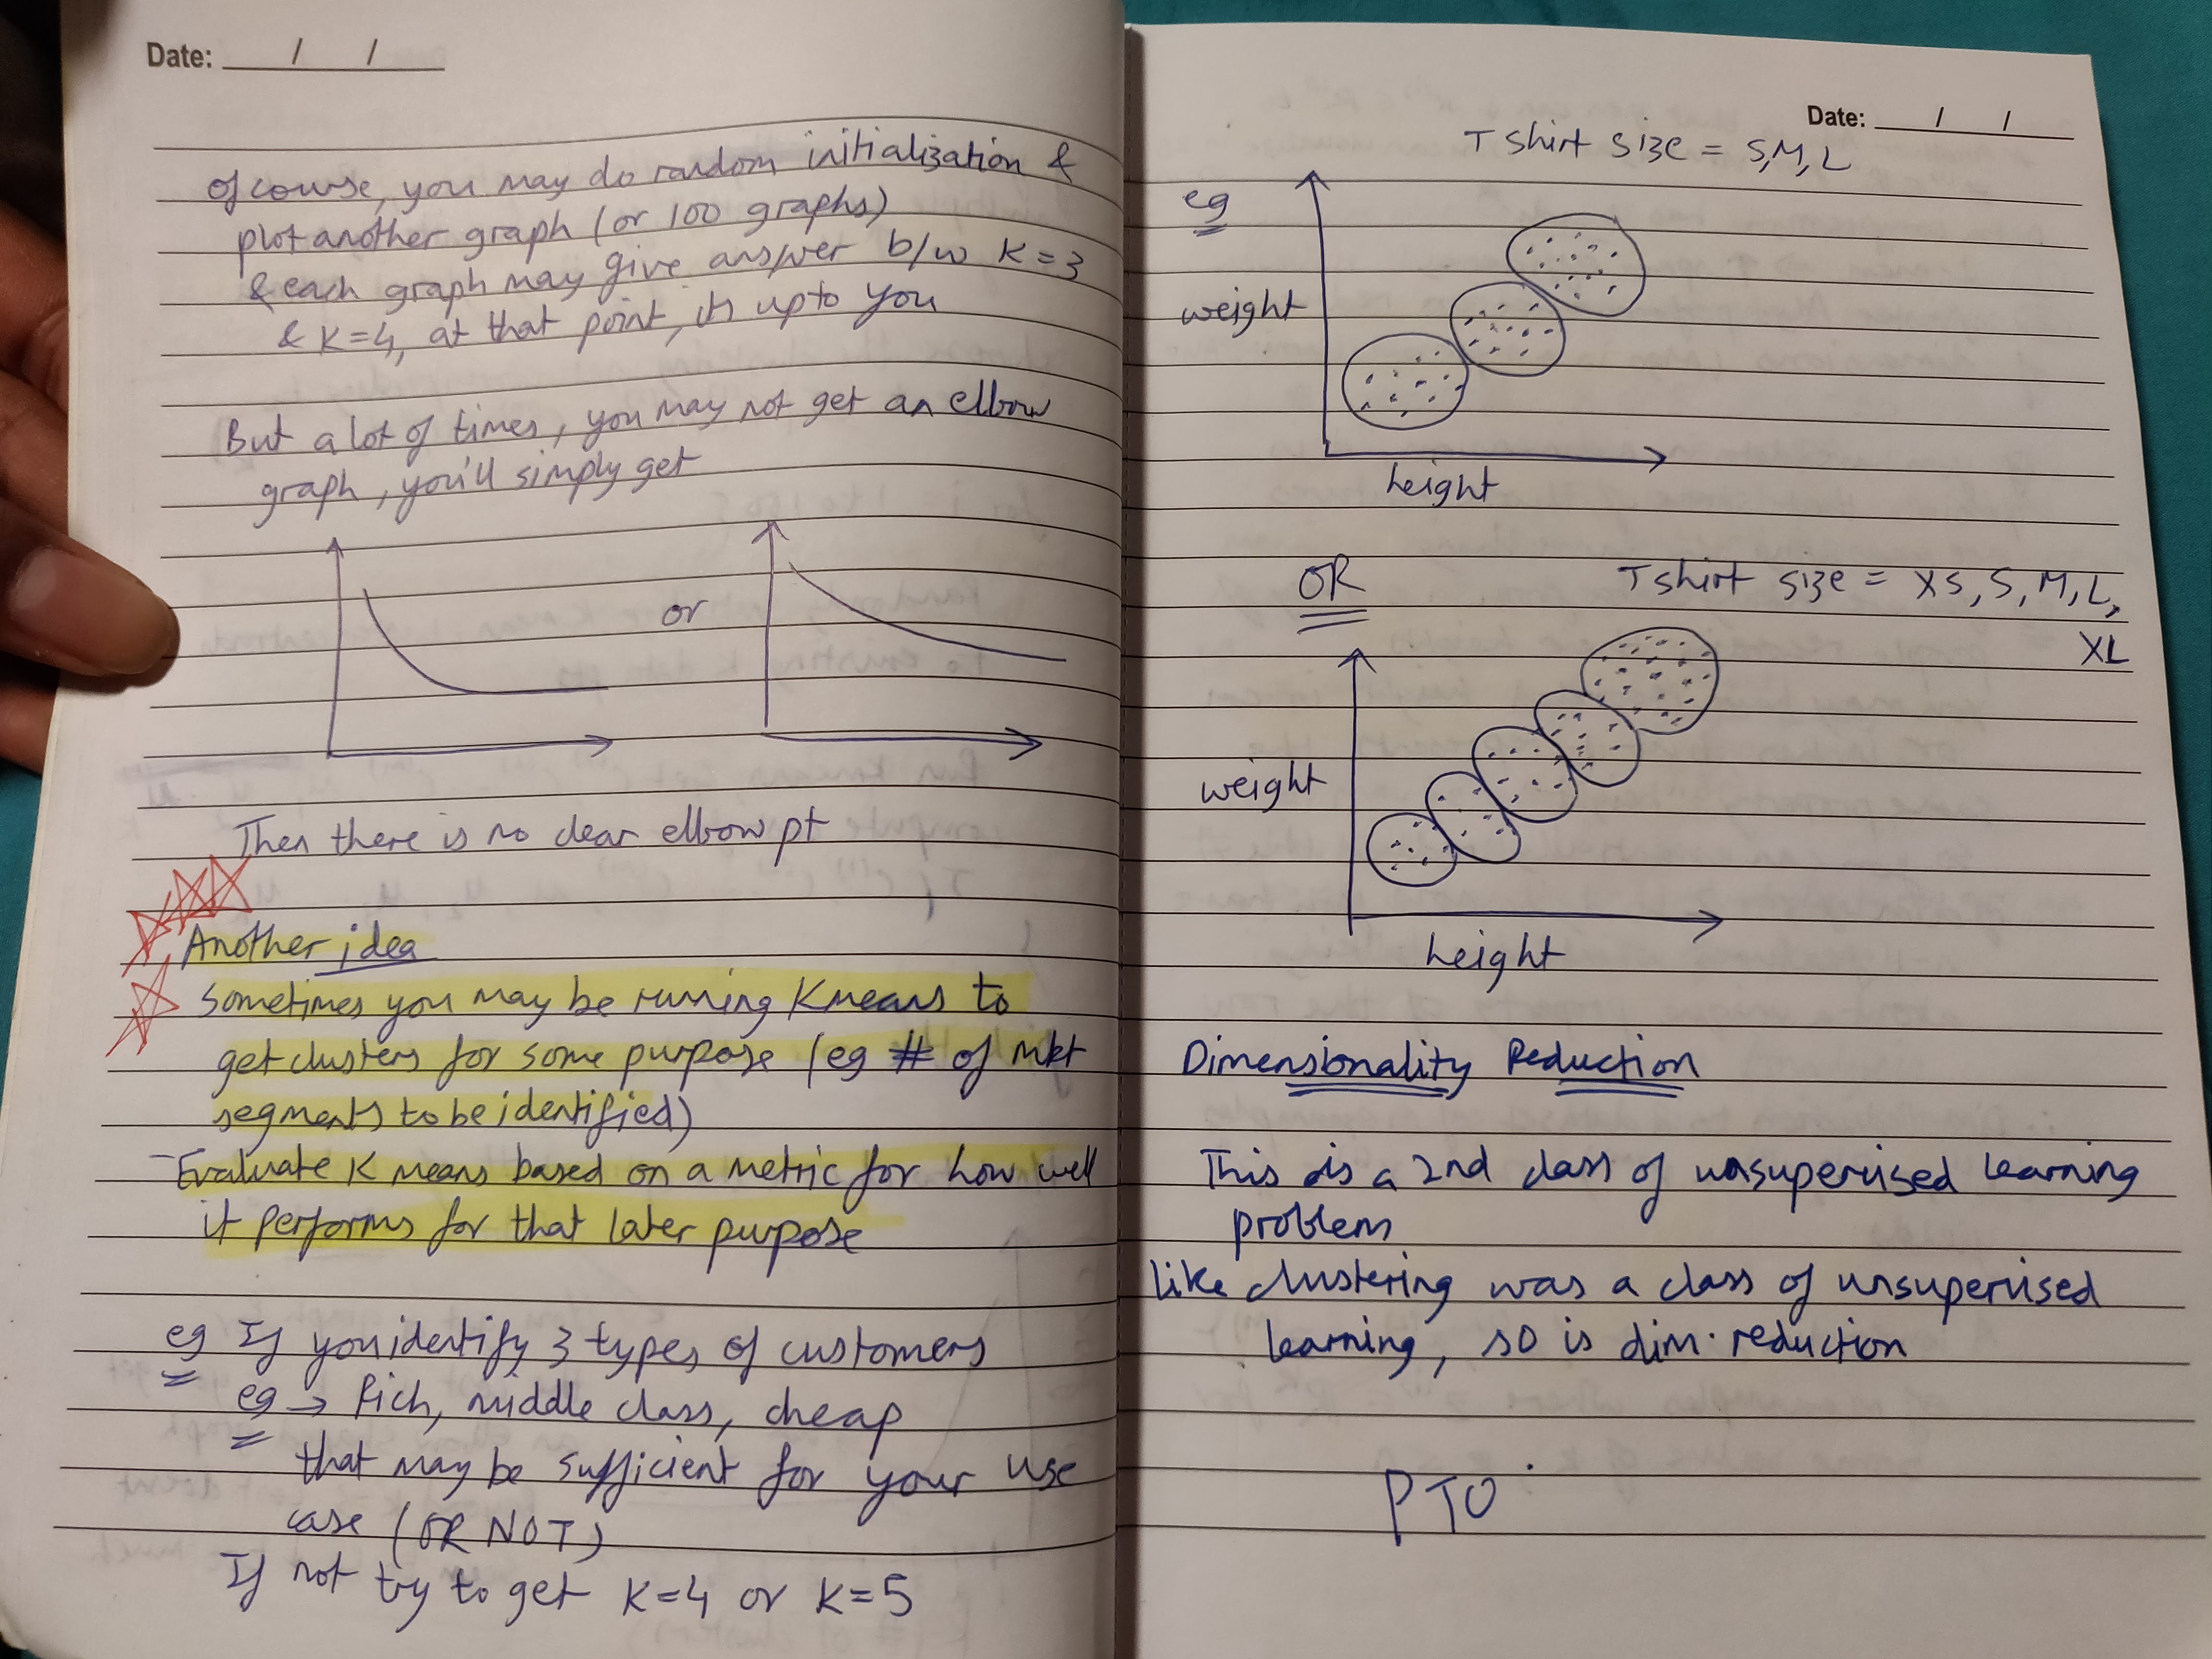 Date: ___/___/___
Of course, you may do random initialization &
plot another graph (or 100 graphs)
& each graph may give answer b/w K=3
& K=4, at that point, its upto you
But a lot of times, you may not get an elbow
graph, you'll simply get
or
Then there is no clear elbow pt
Another idea
Sometimes you may be running Kmeans to
get clusters for some purpose (eg # of mkt
segments to be identified)
- Evaluate K means based on a metric for how well
it performs for that later purpose
eg If you identify 3 types of customers
eg → Rich, middle class, cheap
that may be sufficient for your use
case (OR NOT)
If not try to get K=4 or K=5
Date: ___/___/___
T shirt size = S, M, L
eg
weight
height
OR
T shirt size = XS, S, M, L,
XL
weight
height
Dimensionality Reduction
This is a 2nd class of unsupervised learning
problem
like clustering was a class of unsupervised
learning, so is dim. reduction
PTO